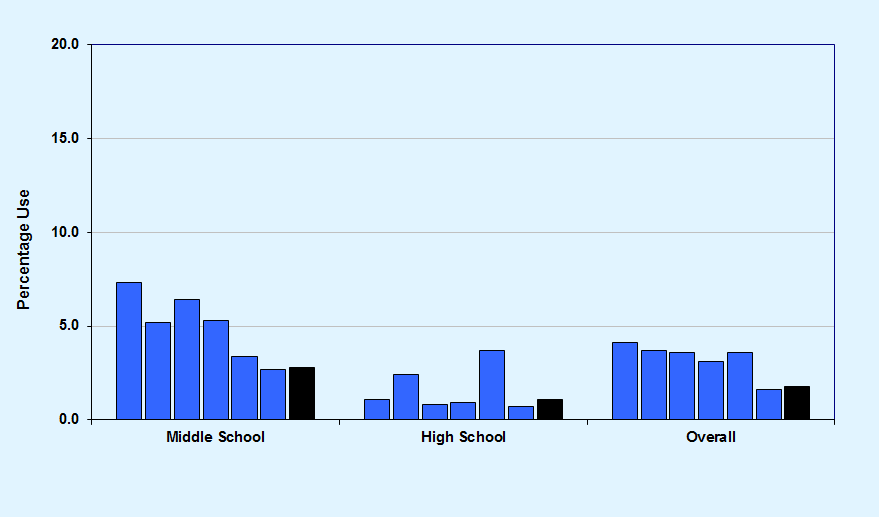 20.0
15.0
10.0
5.0
0.0
Percentage Use
Middle School
High School
Overall